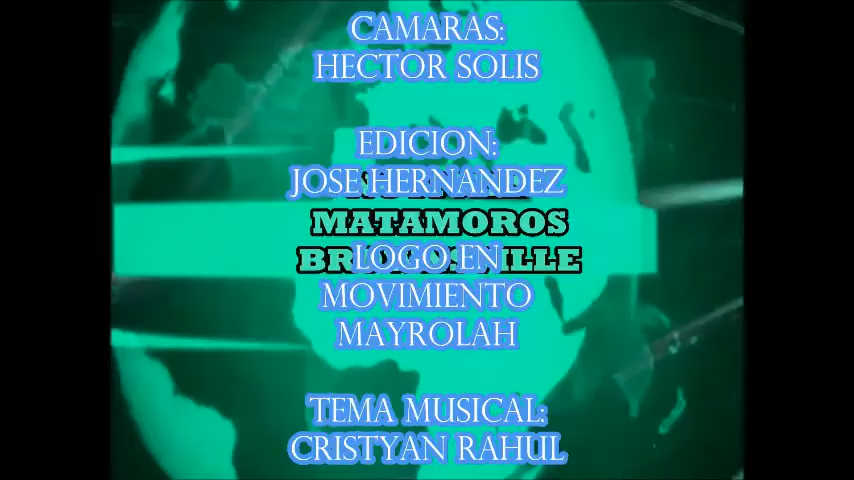 CAMARAS:
HECTOR SOLIS
EDICION:
JOSE HERNANDEZ
MATAMOROS
LOGO EN
MOVIMIENTO
MAYROLAH
TEMA MUSICAL:
CRISTYAN RAHUL